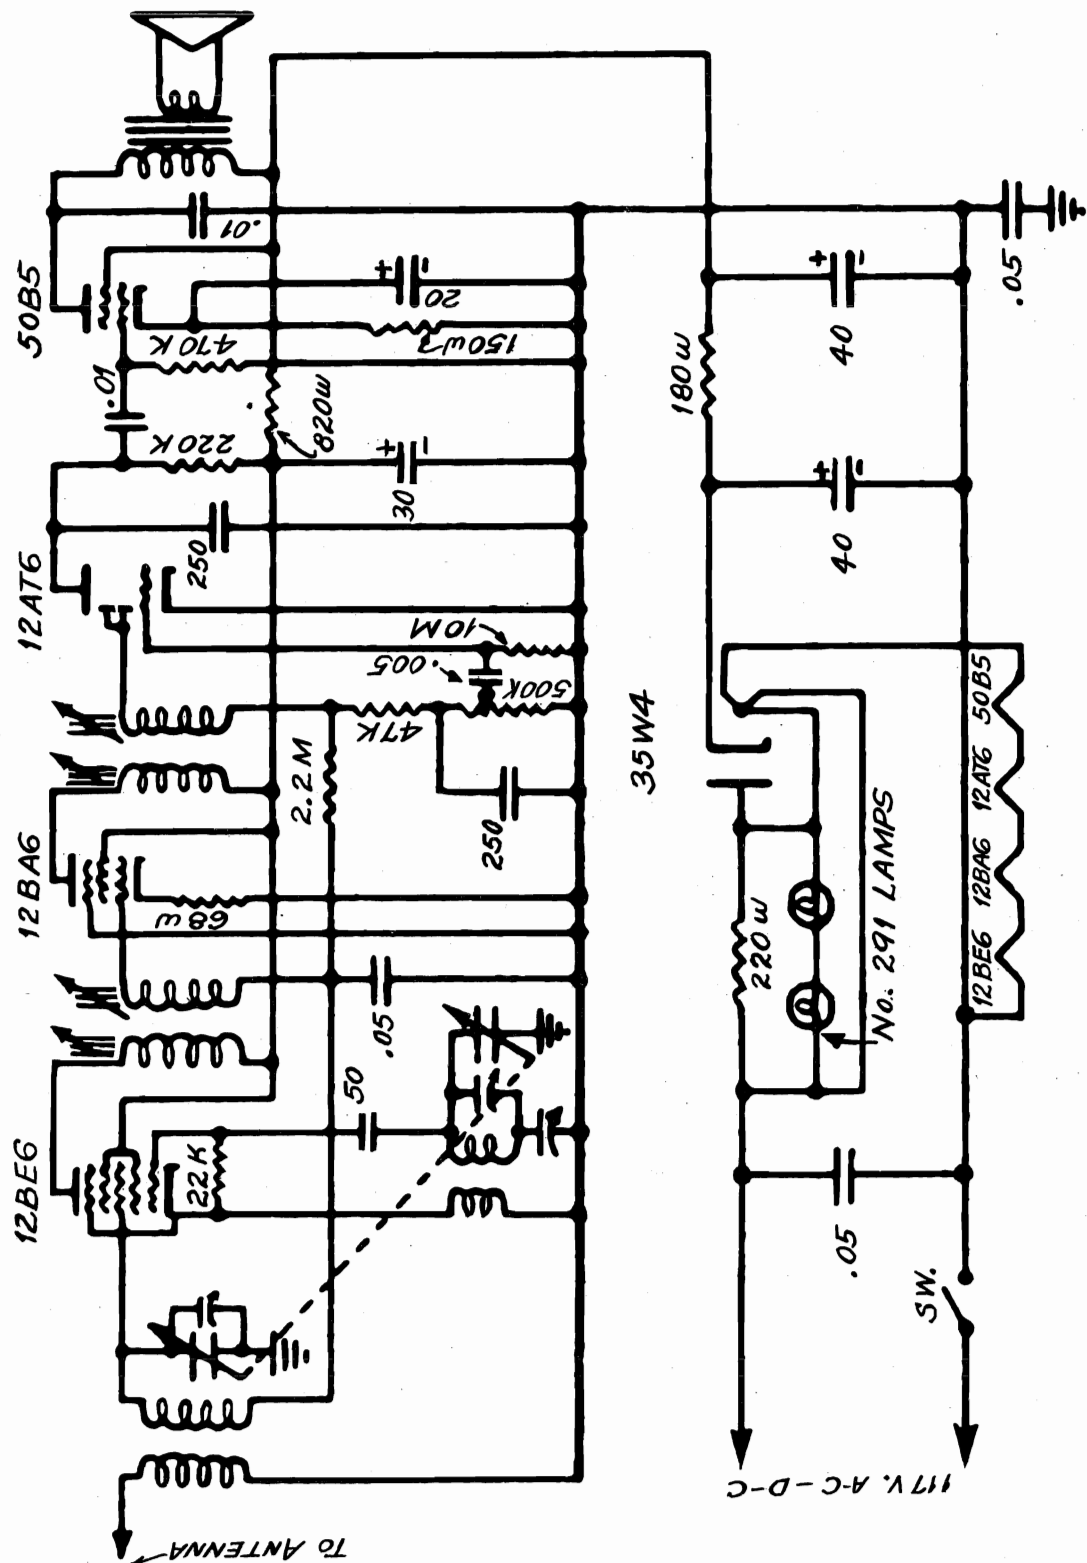 50B5
12AT6
12BA6
12BE6
.01
470K
20
150w
.01
220K
820w
30
250
10M
.005
500K
47K
2.2M
250
68w
.05
50
22K
TO ANTENNA
35W4
180w
40
40
.05
220w
No. 291 LAMPS
50B5
12AT6
12BA6
12BE6
.05
SW.
117 V. A-C - D-C